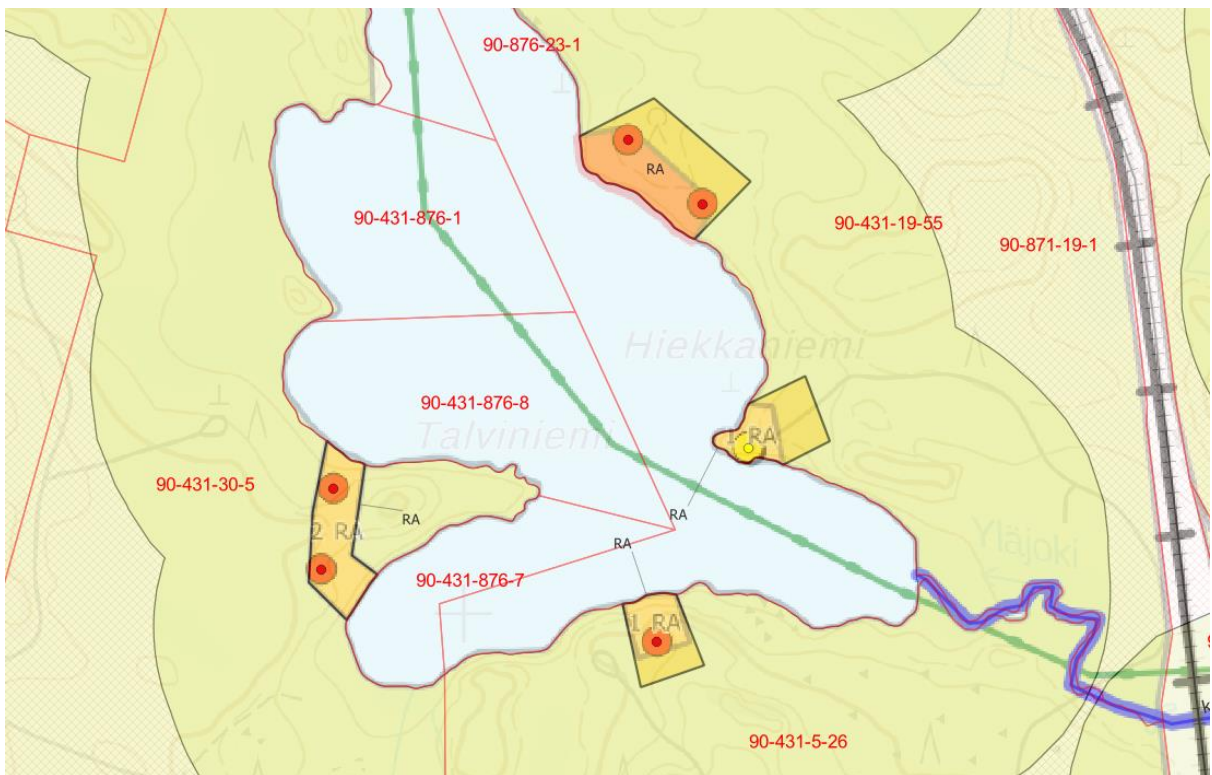 90-876-23-1
RA
90-431-876-1
90-431-19-55
90-871-19-1
Hiekkaniemi
90-431-876-8
Talviniemi
1 RA
90-431-30-5
RA
RA
2 RA
RA
Yläjoki
90-431-876-7
1 RA
90-431-5-26